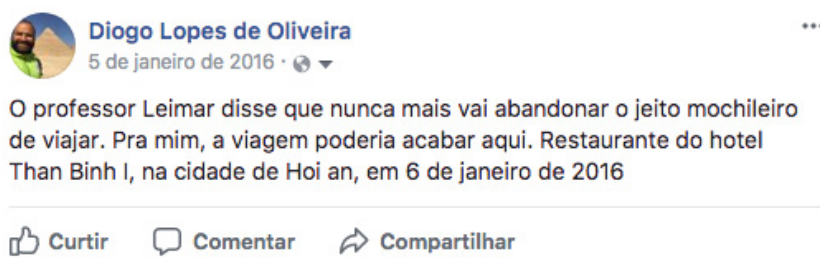 Diogo Lopes de Oliveira
5 de janeiro de 2016 ·
O professor Leimar disse que nunca mais vai abandonar o jeito mochileiro
de viajar. Pra mim, a viagem poderia acabar aqui. Restaurante do hotel
Than Binh I, na cidade de Hoi an, em 6 de janeiro de 2016
Curtir Comentar Compartilhar